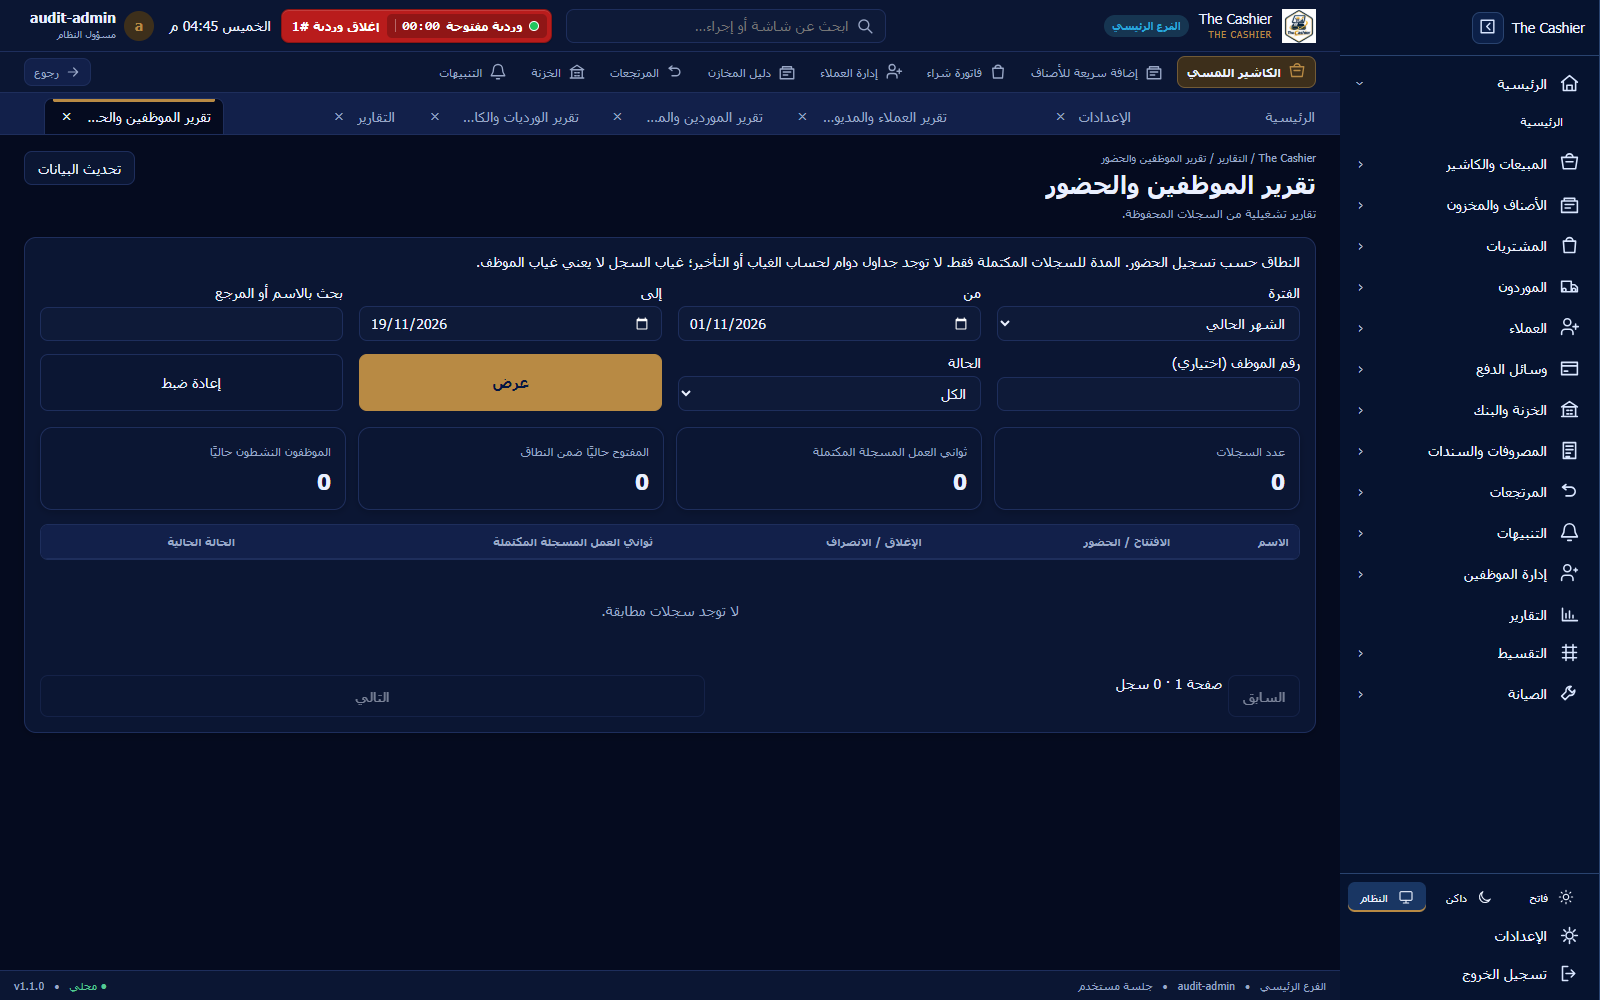 The Cashier
الرئيسية
الرئيسية
المبيعات والكاشير
الأصناف والمخزون
المشتريات
الموردون
العملاء
وسائل الدفع
الخزنة والبنك
المصروفات والسندات
المرتجعات
التنبيهات
إدارة الموظفين
التقارير
التقسيط
الصيانة
فاتح
داكن
النظام
الإعدادات
تسجيل الخروج
The Cashier
THE CASHIER
الفرع الرئيسي
ابحث عن شاشة أو إجراء...
وردية مفتوحة 00:00
إغلاق وردية #1
الخميس 04:45 م
a
audit-admin
مسؤول النظام
الكاشير اللمسي
إضافة سريعة للأصناف
فاتورة شراء
إدارة العملاء
دليل المخازن
المرتجعات
الخزنة
التنبيهات
رجوع
الرئيسية
الإعدادات ×
تقرير العملاء والمديو... ×
تقرير الموردين والم... ×
تقرير الورديات والكا... ×
التقارير ×
تقرير الموظفين والحـ... ×
The Cashier / التقارير / تقرير الموظفين والحضور
تقرير الموظفين والحضور
تقارير تشغيلية من السجلات المحفوظة.
تحديث البيانات
النطاق حسب تسجيل الحضور. المدة للسجلات المكتملة فقط. لا توجد جداول دوام لحساب الغياب أو التأخير؛ غياب السجل لا يعني غياب الموظف.
الفترة
الشهر الحالي
من
01/11/2026
إلى
19/11/2026
بحث بالاسم أو المرجع
رقم الموظف (اختياري)
الحالة
الكل
عرض
إعادة ضبط
عدد السجلات
0
ثواني العمل المسجلة المكتملة
0
المفتوح حاليًا ضمن النطاق
0
الموظفون النشطون حاليًا
0
الاسم
الافتتاح / الحضور
الإغلاق / الانصراف
ثواني العمل المسجلة المكتملة
الحالة الحالية
لا توجد سجلات مطابقة.
السابق
صفحة 1 · 0 سجل
التالي
الفرع الرئيسي • audit-admin • جلسة مستخدم
محلي • v1.1.0